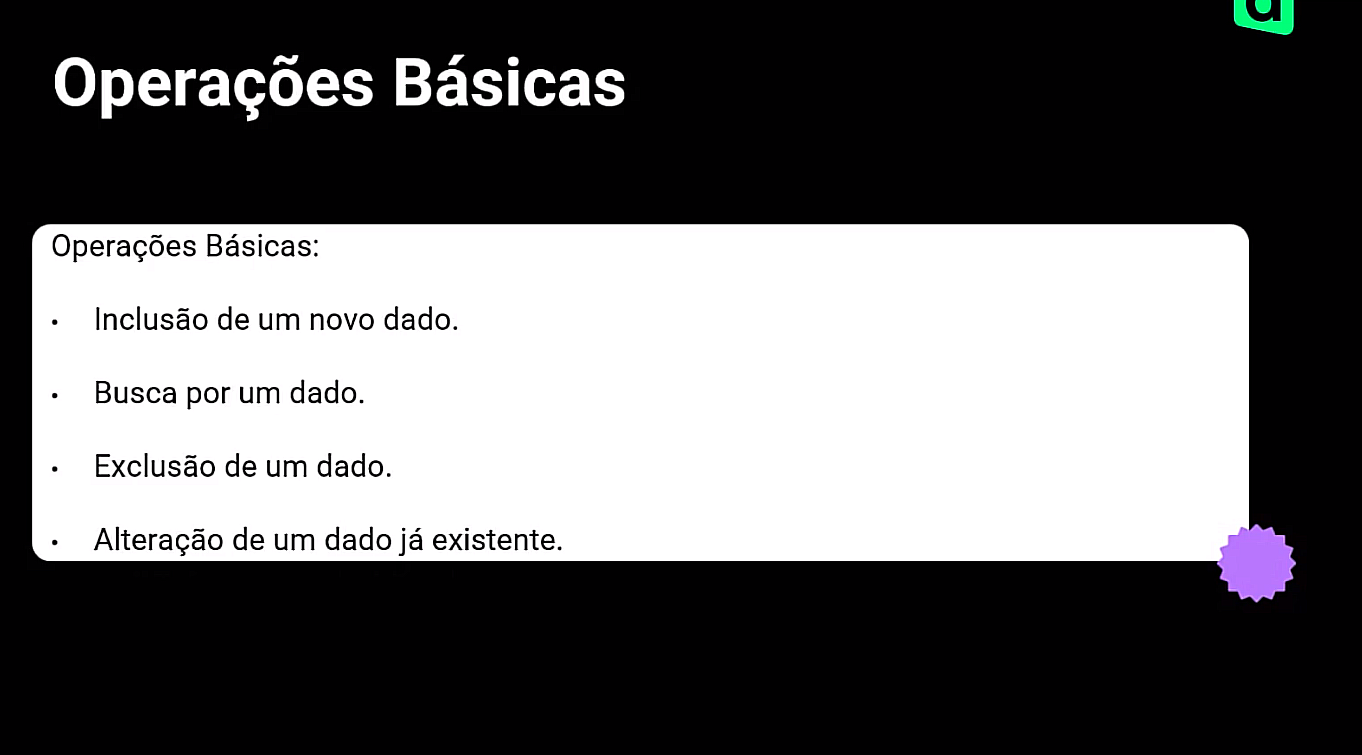 Operações Básicas
Operações Básicas:
• Inclusão de um novo dado.
• Busca por um dado.
• Exclusão de um dado.
• Alteração de um dado já existente.